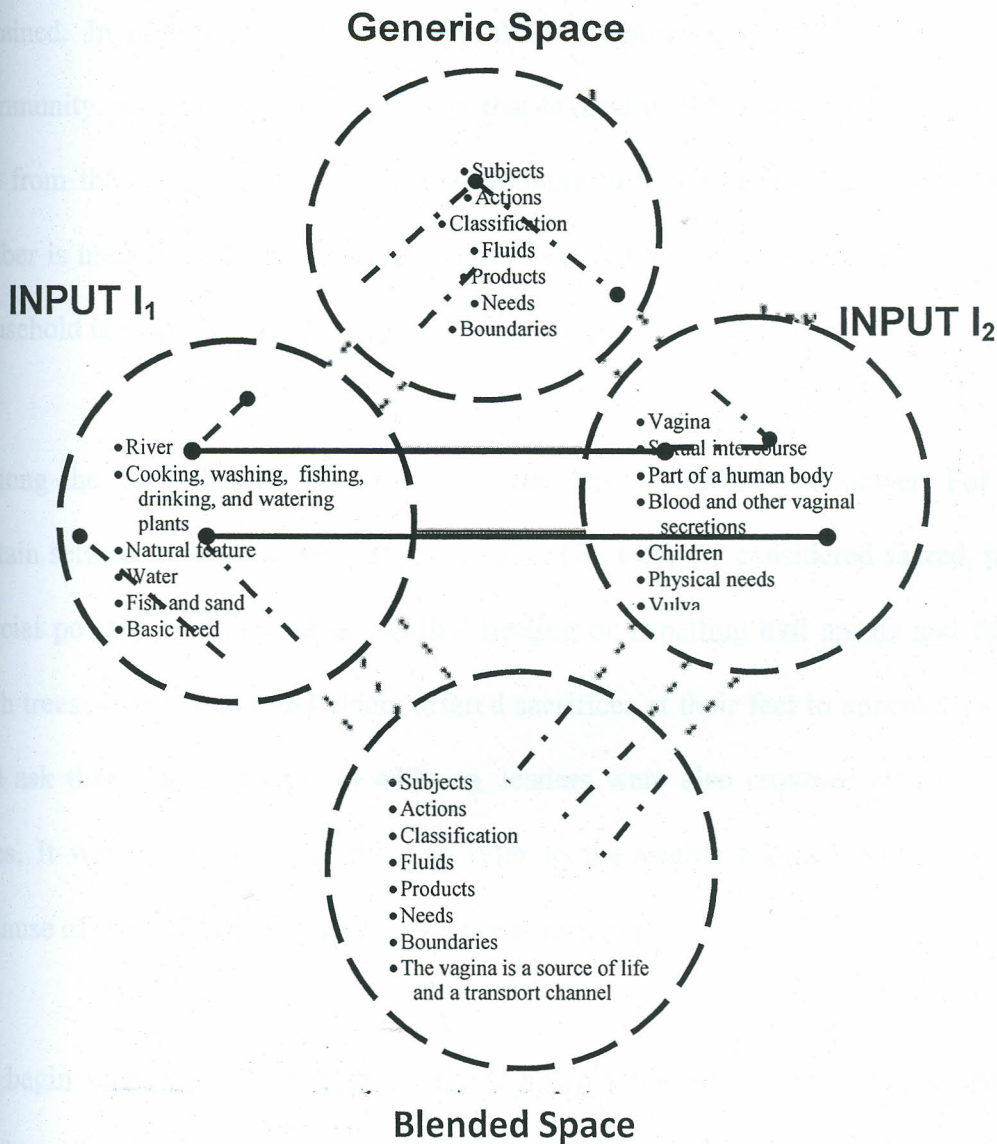 Generic Space
• Subjects
• Actions
• Classification
• Fluids
• Products
• Needs
• Boundaries
INPUT I₁
INPUT I₂
• River
• Cooking, washing, fishing,
drinking, and watering
plants
• Natural feature
• Water
• Fish and sand
• Basic need
• Vagina
• Sexual intercourse
Part of a human body
• Blood and other vaginal
secretions
• Children
• Physical needs
• Vulva
• Subjects
• Actions
• Classification
• Fluids
• Products
• Needs
• Boundaries
• The vagina is a source of life
and a transport channel
Blended Space